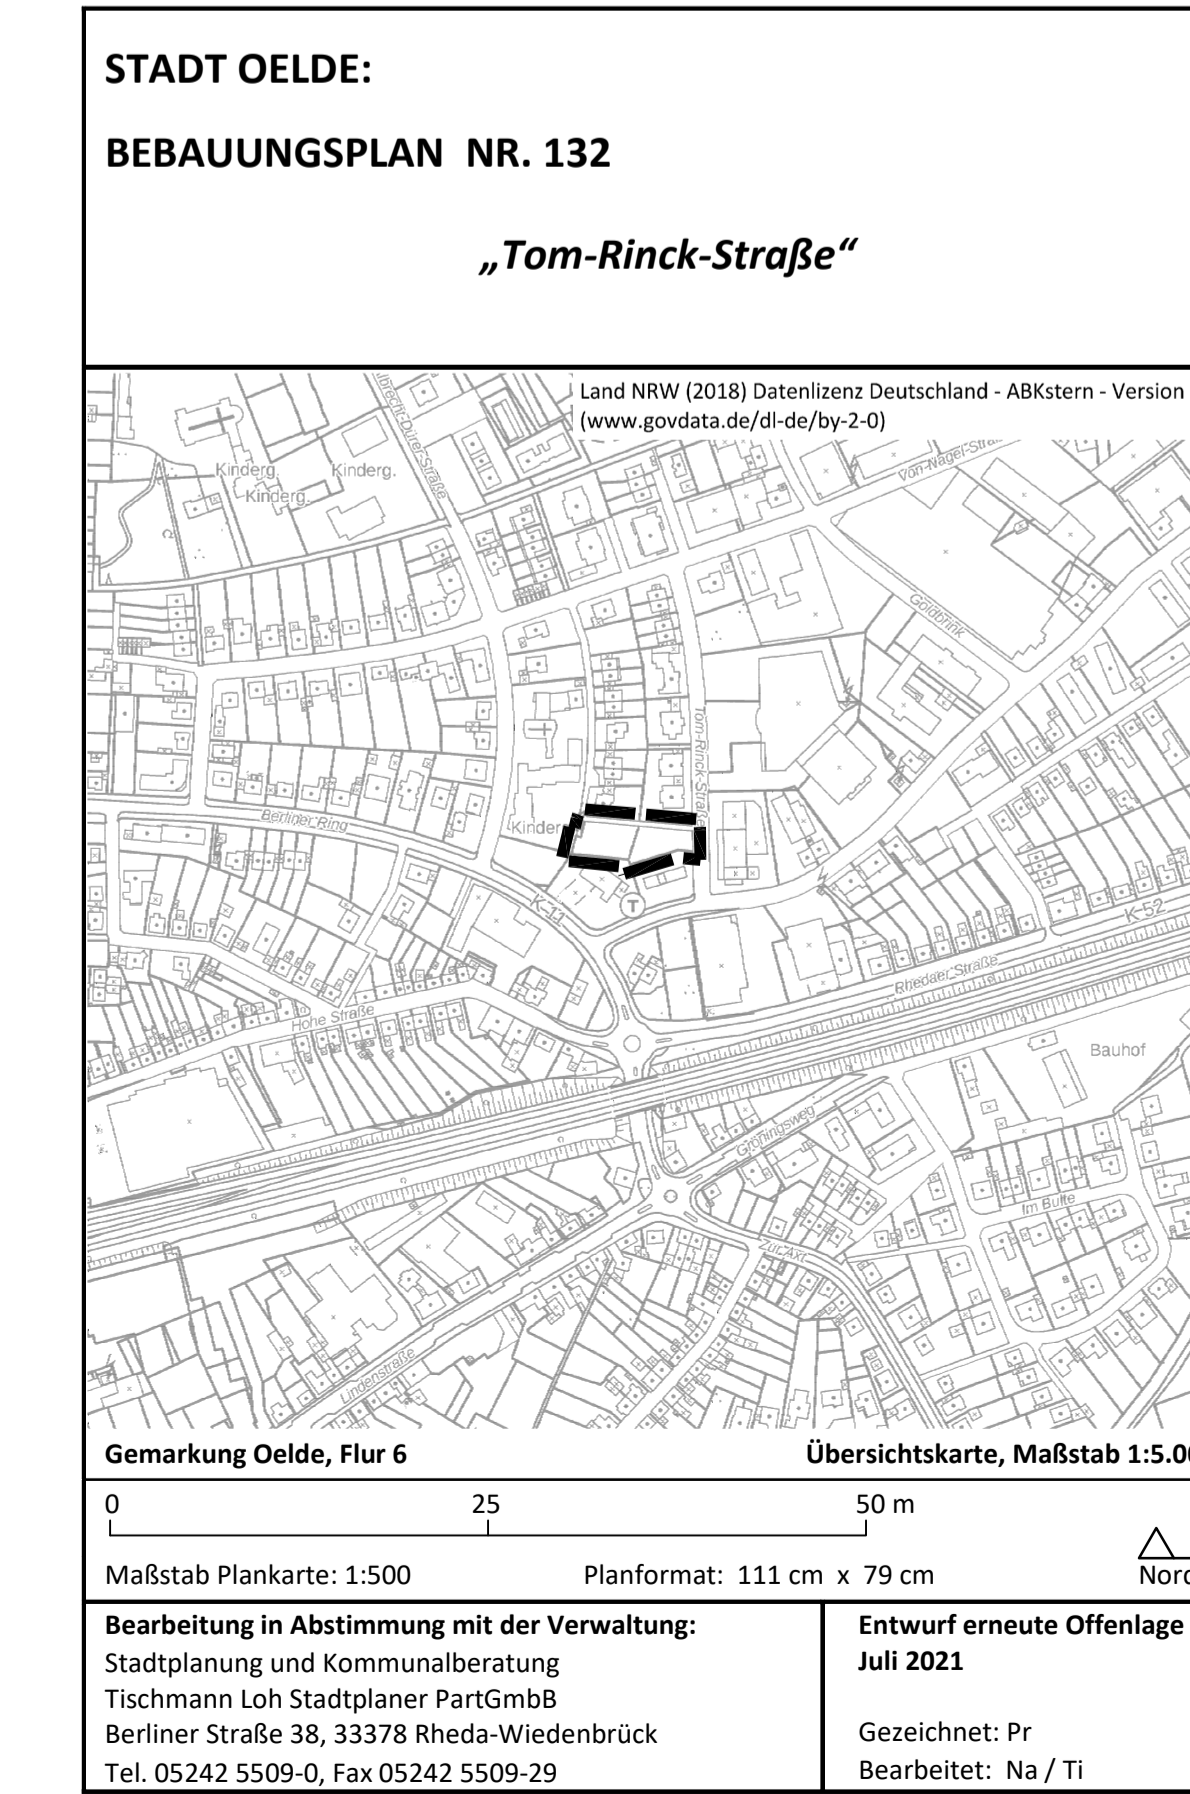 STADT OELDE:
BEBAUUNGSPLAN NR. 132
„Tom-Rinck-Straße“
Land NRW (2018) Datenlizenz Deutschland - ABKstern - Version
(www.govdata.de/dl-de/by-2-0)
lbrecht-Dürer-Straße
Kinderg.
Kinderg.
Kinderg.
Von-Nagel-Stra
Goldbrink
Tom-Rinck-Straße
Berliner Ring
Kinder
K 11
T
K 52
Rhedaer Straße
Hohe Straße
Bauhof
Gröningsweg
Im Bulte
Zur Axt
Lindenstraße
Gemarkung Oelde, Flur 6 Übersichtskarte, Maßstab 1:5.00
0 25 50 m
Maßstab Plankarte: 1:500 Planformat: 111 cm x 79 cm Nord
Bearbeitung in Abstimmung mit der Verwaltung:
Stadtplanung und Kommunalberatung
Tischmann Loh Stadtplaner PartGmbB
Berliner Straße 38, 33378 Rheda-Wiedenbrück
Tel. 05242 5509-0, Fax 05242 5509-29
Entwurf erneute Offenlage
Juli 2021
Gezeichnet: Pr
Bearbeitet: Na / Ti